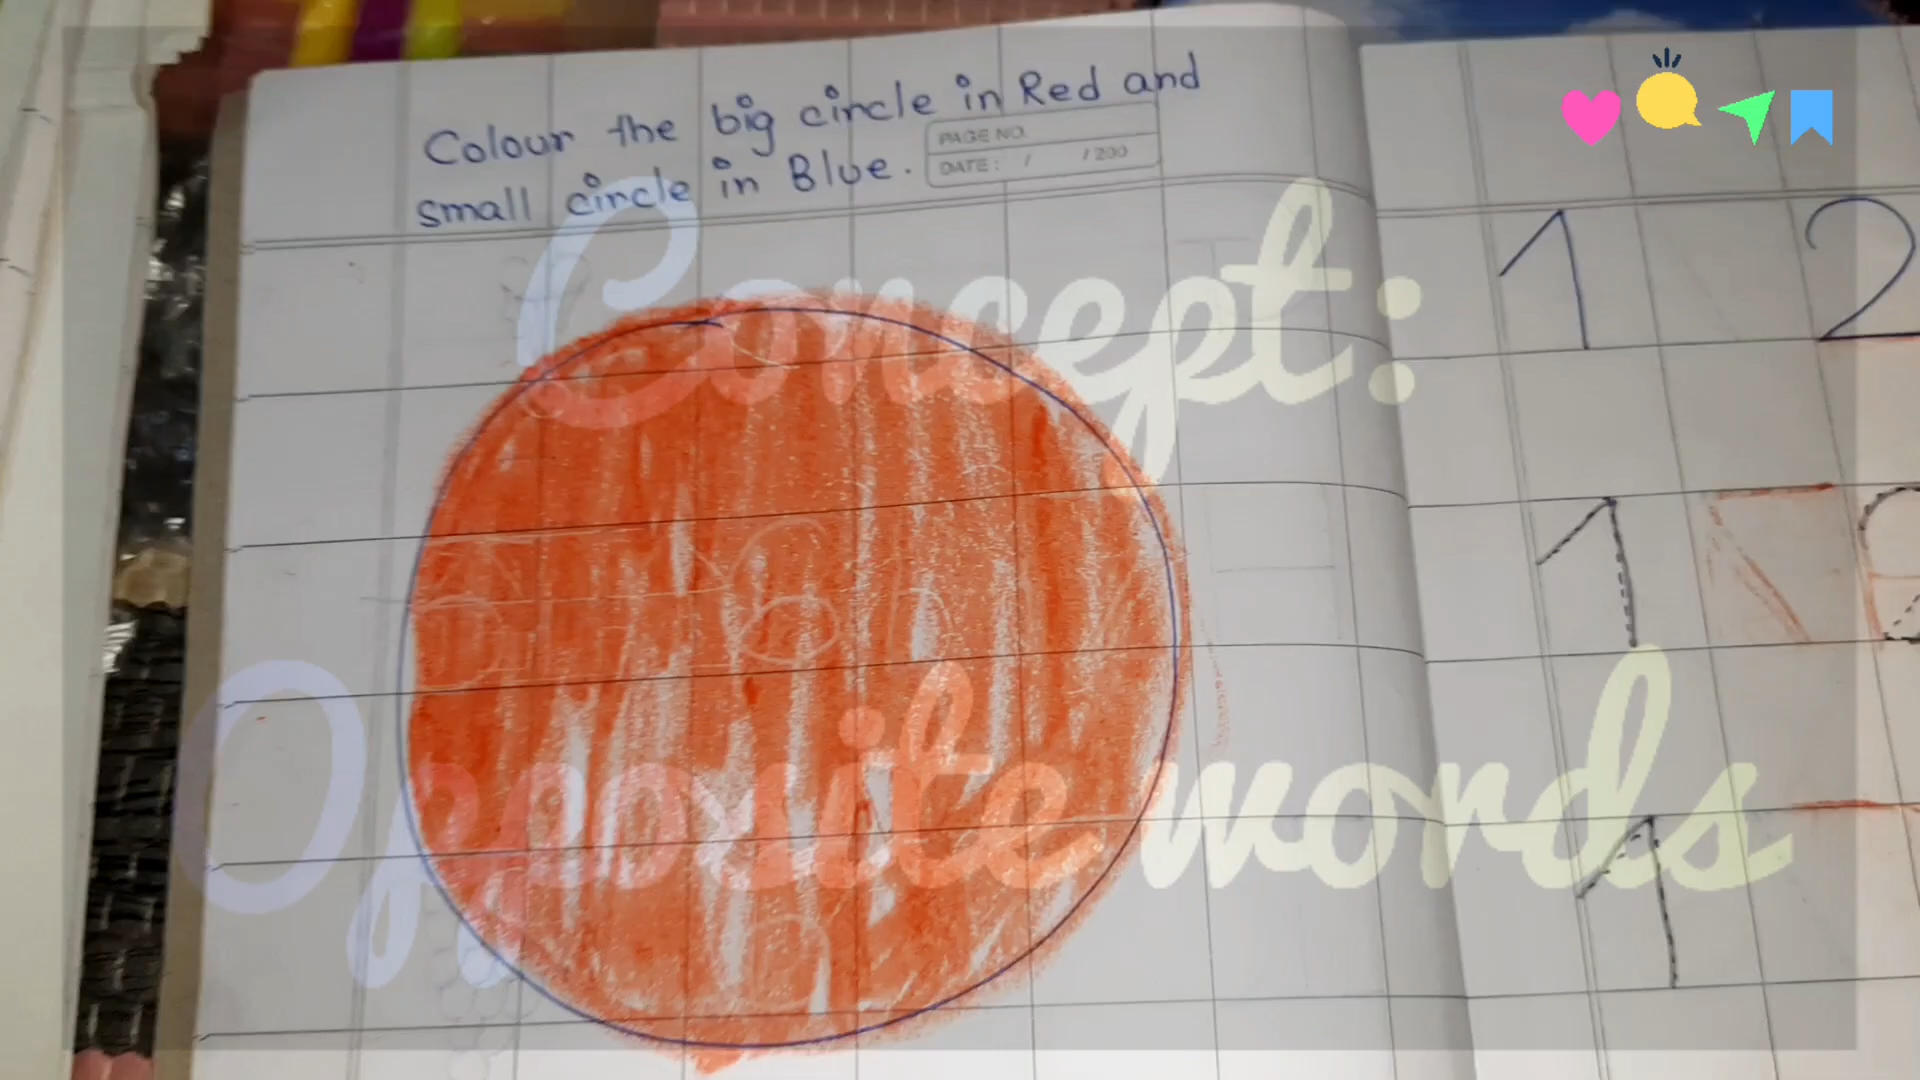 Colour the big circle in Red and
small circle in Blue.
PAGE NO.
DATE: / /200
Concept:
Opposite words
1 2
1
1